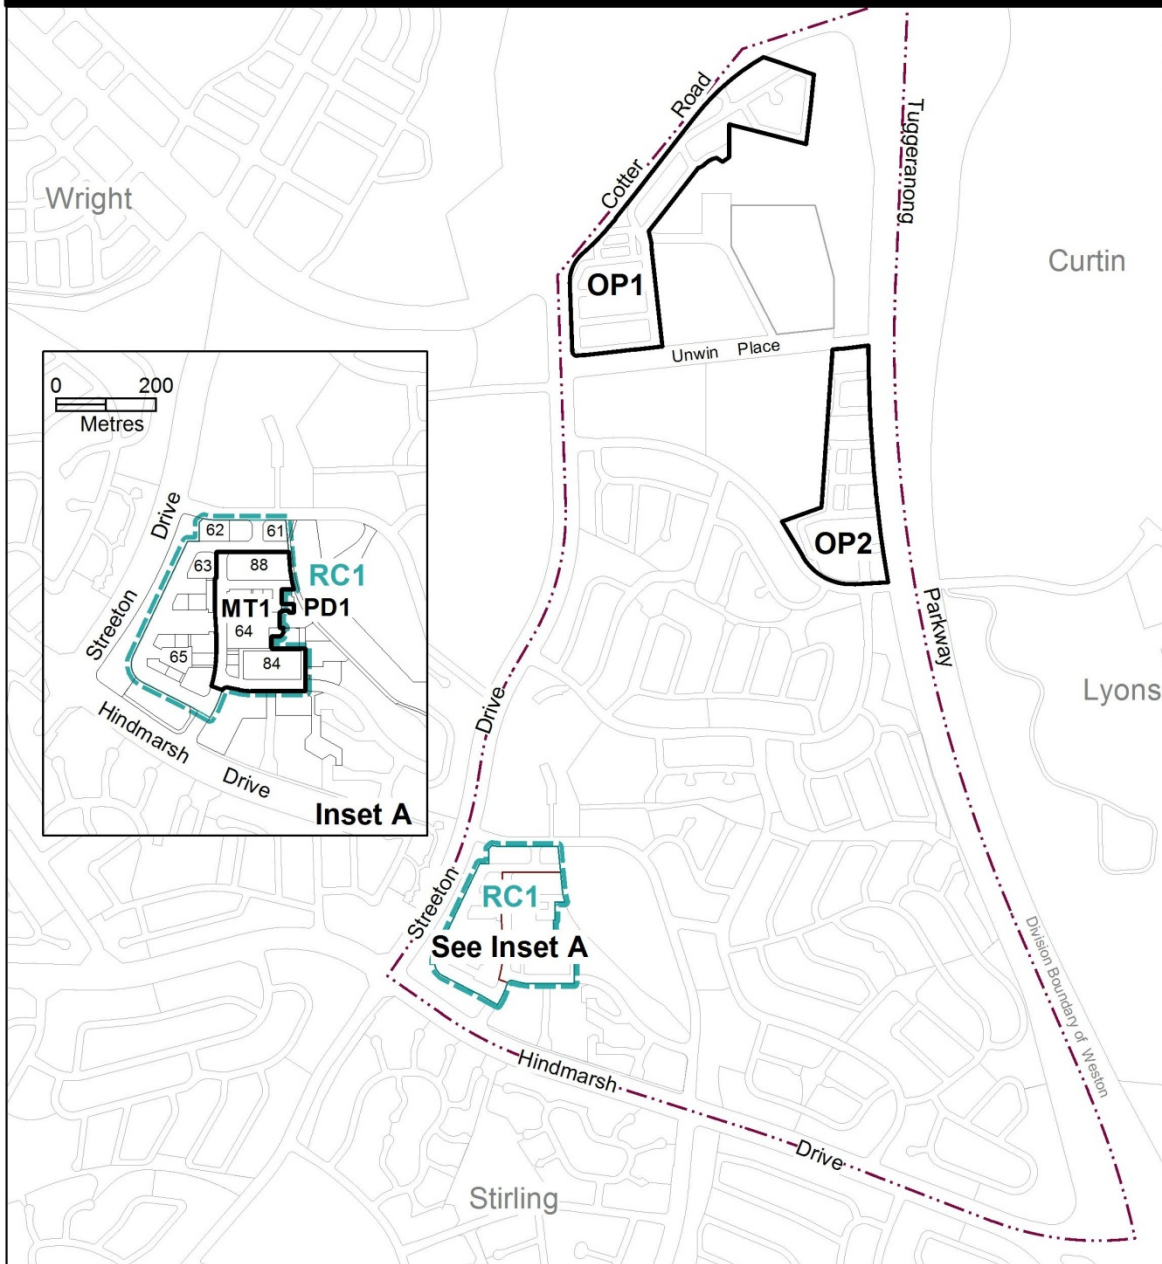 Cotter Road
Tuggeranong
Wright
Curtin
OP1
Unwin Place
0 200
Metres
Drive
62 61
63 88
RC1
MT1 PD1
64
Streeton
65 84
Hindmarsh
Drive
Inset A
OP2
Parkway
Lyons
Drive
Streeton
RC1
See Inset A
Division Boundary of Weston
Hindmarsh
Drive
Stirling